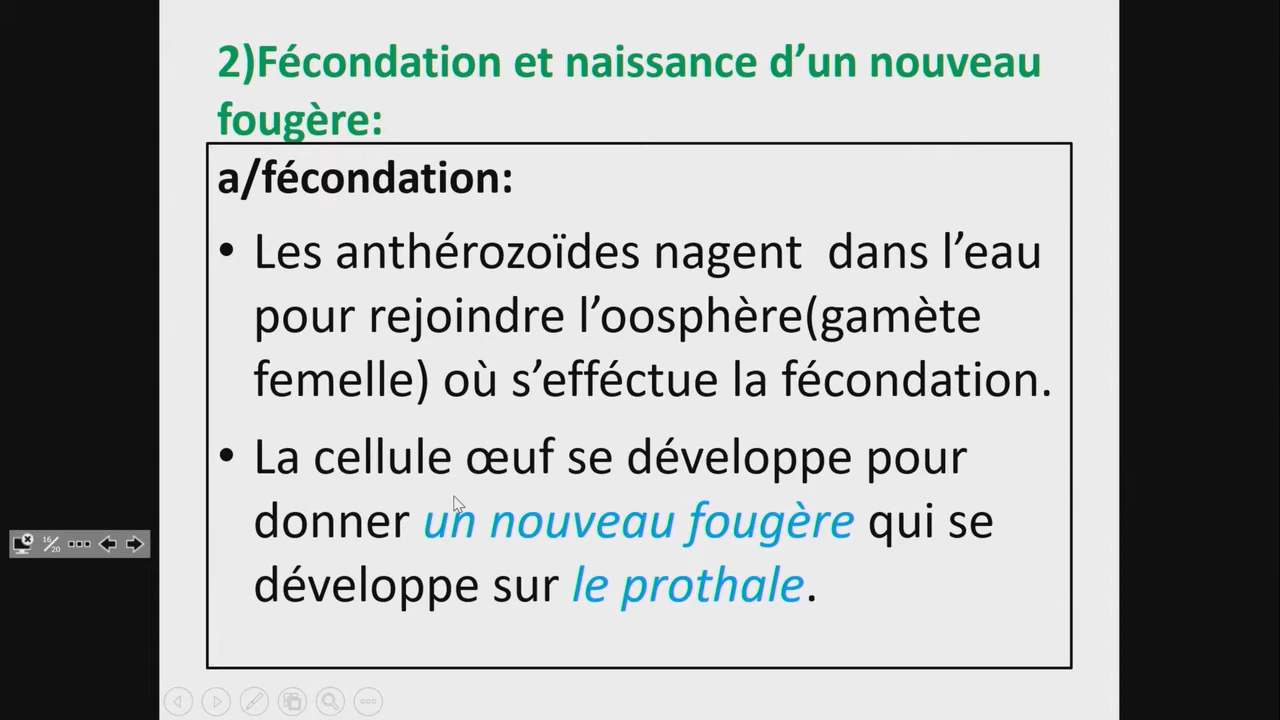 2)Fécondation et naissance d’un nouveau
fougère:
a/fécondation:
• Les anthérozoïdes nagent dans l’eau
pour rejoindre l’oosphère(gamète
femelle) où s’efféctue la fécondation.
• La cellule œuf se développe pour
donner un nouveau fougère qui se
développe sur le prothale.
16/20